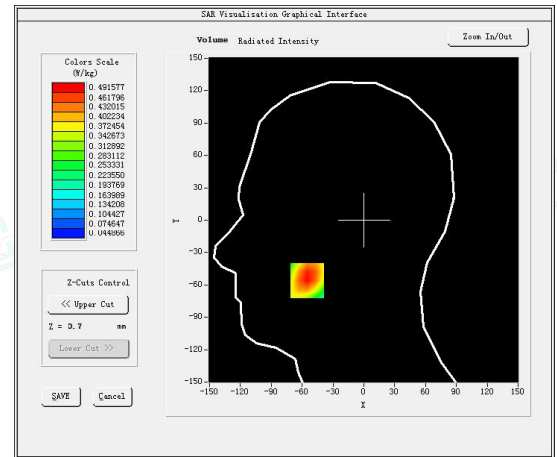 SAR Visualisation Graphical Interface
Volume Radiated Intensity
Zoom In/Out
Colors Scale
(W/kg)
0.491577
0.461796
0.432015
0.402234
0.372454
0.342673
0.312892
0.283112
0.253331
0.223550
0.193769
0.163989
0.134208
0.104427
0.074647
0.044866
Z-Cuts Control
<< Upper Cut
Z = 3.7 mm
Lower Cut >>
SAVE Cancel
150
120
90
60
30
0
-30
-60
-90
-120
-150
Y
-150 -120 -90 -60 -30 0 30 60 90 120 150
X